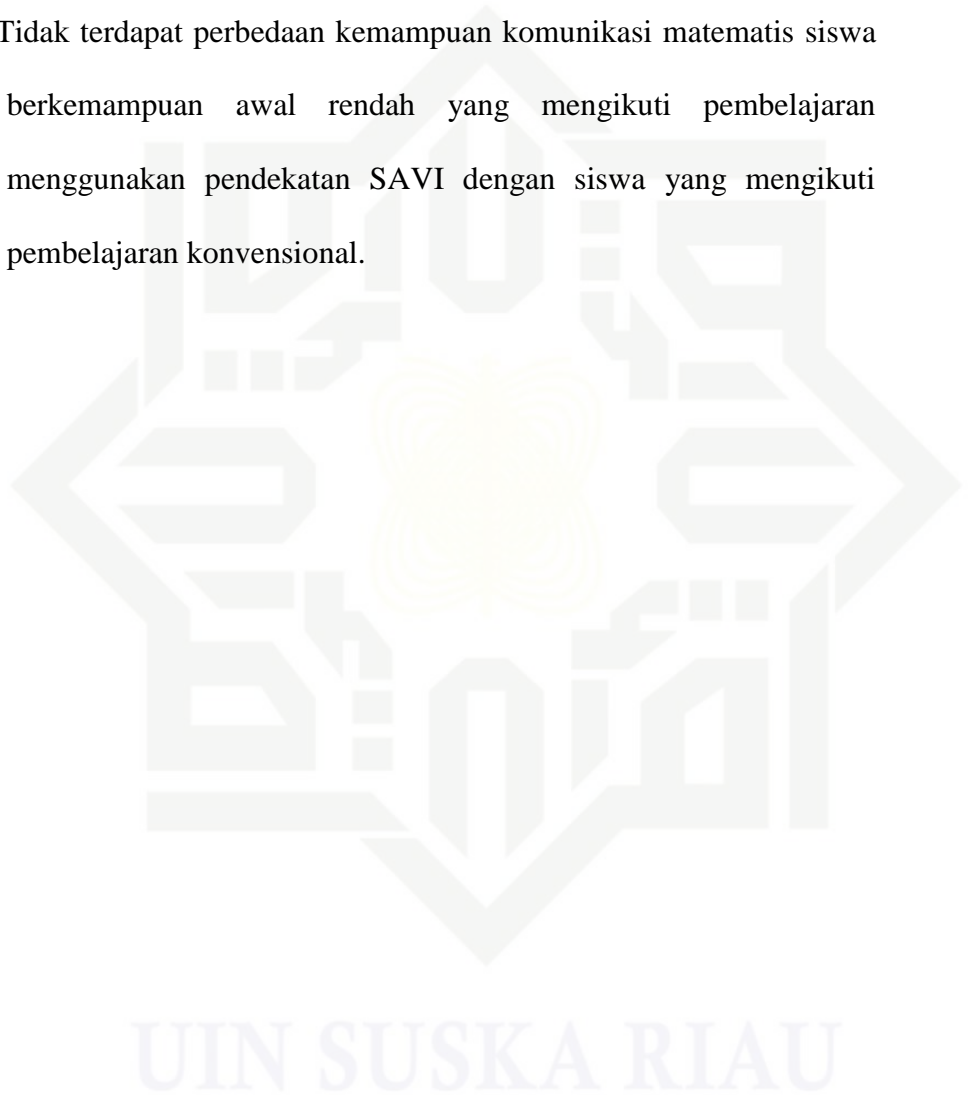 Tidak terdapat perbedaan kemampuan komunikasi matematis siswa
berkemampuan awal rendah yang mengikuti pembelajaran
menggunakan pendekatan SAVI dengan siswa yang mengikuti
pembelajaran konvensional.
UIN SUSKA RIAU